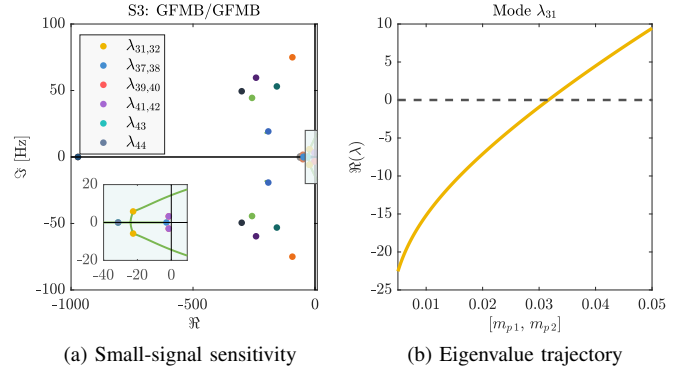 S3: GFMB/GFMB
100
50
0
-50
-100
ℑ [Hz]
λ31,32
λ37,38
λ39,40
λ41,42
λ43
λ44
20
0
-20
-40 -20 0
-1000 -500 0
ℜ
(a) Small-signal sensitivity
Mode λ31
10
5
0
-5
-10
-15
-20
-25
ℜ(λ)
0.01 0.02 0.03 0.04 0.05
[mp1, mp2]
(b) Eigenvalue trajectory